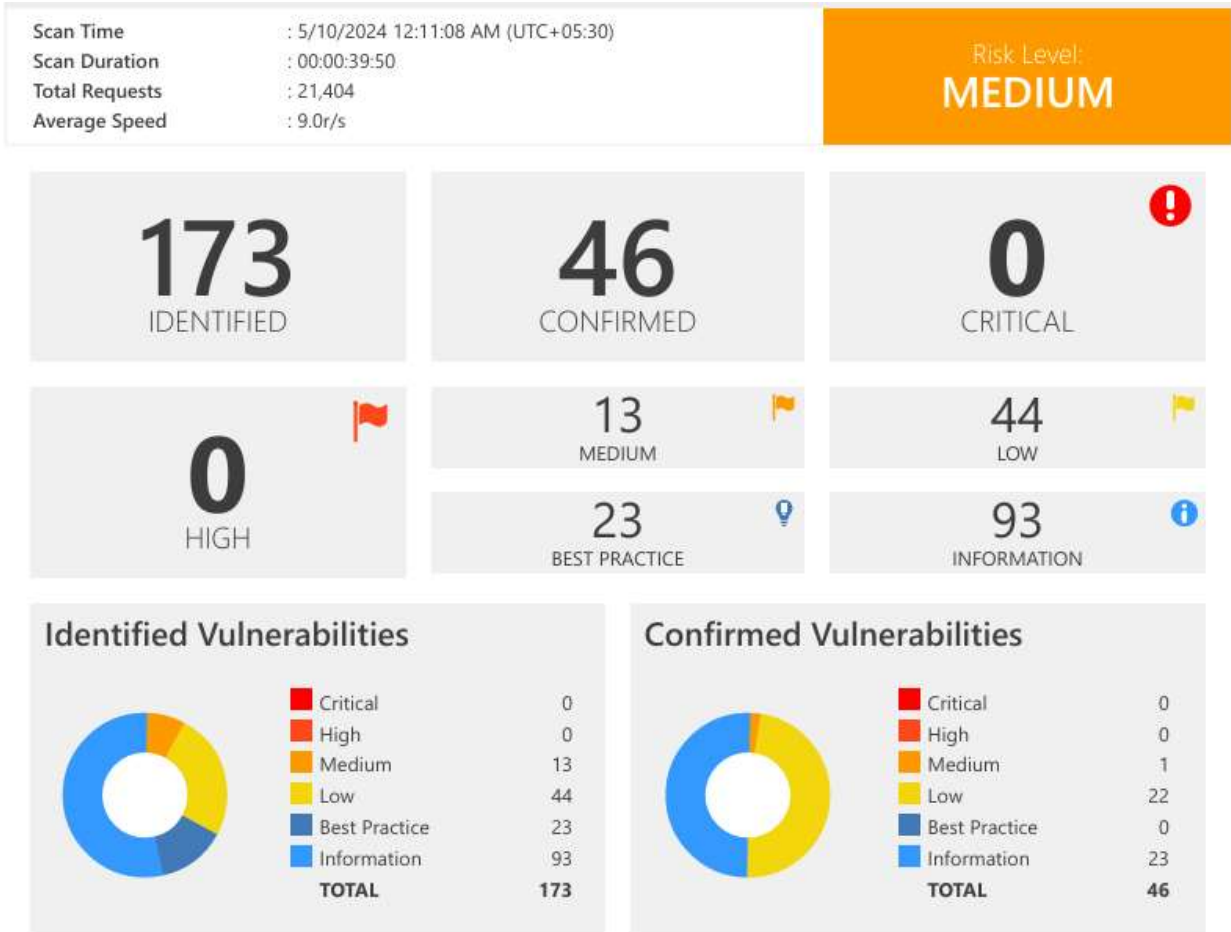 Scan Time : 5/10/2024 12:11:08 AM (UTC+05:30)
Scan Duration : 00:00:39:50
Total Requests : 21,404
Average Speed : 9.0r/s
Risk Level:
MEDIUM
173
IDENTIFIED
46
CONFIRMED
0
CRITICAL
0
HIGH
13
MEDIUM
44
LOW
23
BEST PRACTICE
93
INFORMATION
Identified Vulnerabilities
Critical 0
High 0
Medium 13
Low 44
Best Practice 23
Information 93
TOTAL 173
Confirmed Vulnerabilities
Critical 0
High 0
Medium 1
Low 22
Best Practice 0
Information 23
TOTAL 46